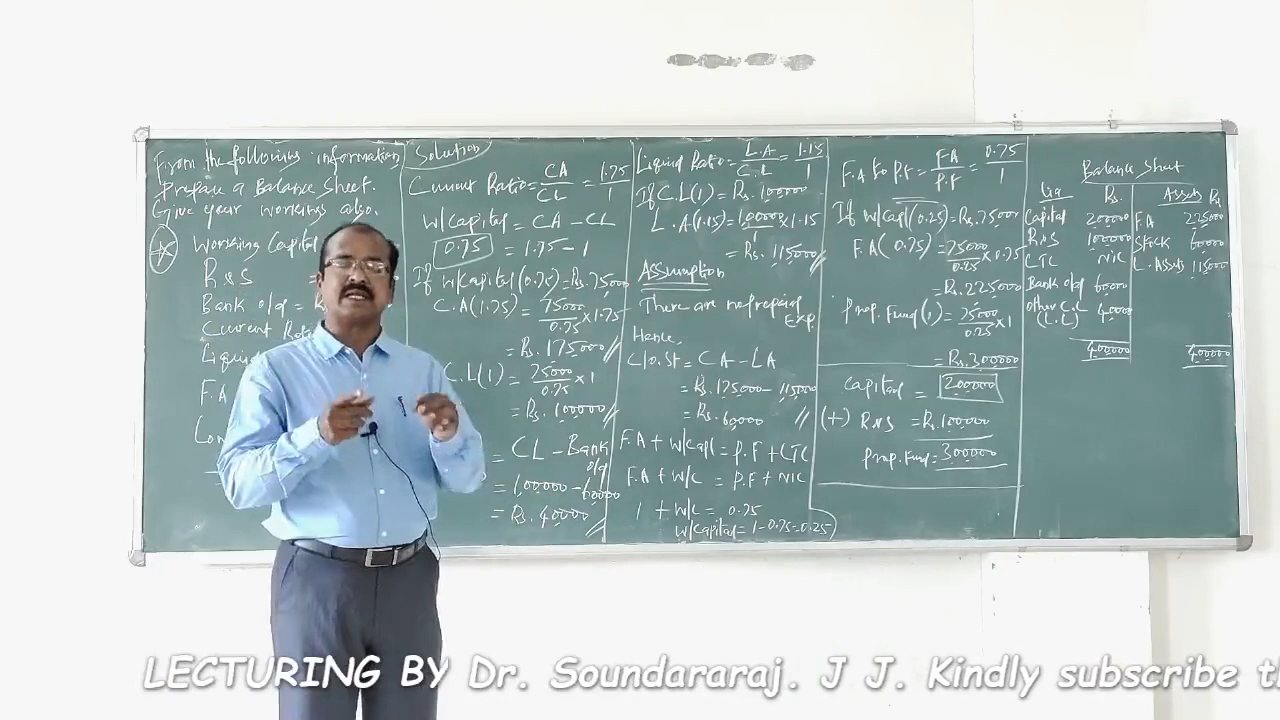 From the following information
Prepare a Balance Sheet.
Give your workings also.
Working Capital
R & S =
Bank o/d =
Current Rati
Liquid
F.A
Con
Solution
Current Ratio = CA/CL = 1.75/1
W/Capital = CA - CL
0.75 = 1.75 - 1
If W/Capital (0.75) = Rs. 75000
C.A (1.75) = 75000/0.75 x 1.75
= Rs. 175000
C.L (1) = 75000/0.75 x 1
= Rs. 100000
= CL - Bank o/d
= 100000 - 60000
= Rs. 40000
Liquid Ratio = L.A/C.L = 1.15/1
If C.L (1) = Rs. 100000
L.A (1.15) = 100000/1 x 1.15
= Rs. 115000
Assumption
There are no prepaid Exp
Hence,
Clo. St = CA - LA
= Rs. 175000 - 115000
= Rs. 60000
F.A + W/Capl = P.F + LTC
F.A + W/C = P.F + NIL
1 + W/C = 0.75
W/Capital = 1 - 0.75 = 0.25
F.A to P.F = F.A/P.F = 0.75/1
If W/Cap (0.25) = Rs. 75000
F.A (0.75) = 75000/0.25 x 0.75
= Rs. 225000
Prop. Fund (1) = 75000/0.25 x 1
= Rs. 300000
Capital = 200000
(+) R & S = Rs. 100000
Prop. Fund = 300000
Balance Sheet
Rs. Assets Rs
Capital 200000 F.A 225000
R & S 100000 Stock 60000
LTC NIL L. Assets 115000
Bank o/d 60000
Other C.L 40000
400000 400000
LECTURING BY Dr. Soundararaj. J J. Kindly subscribe th